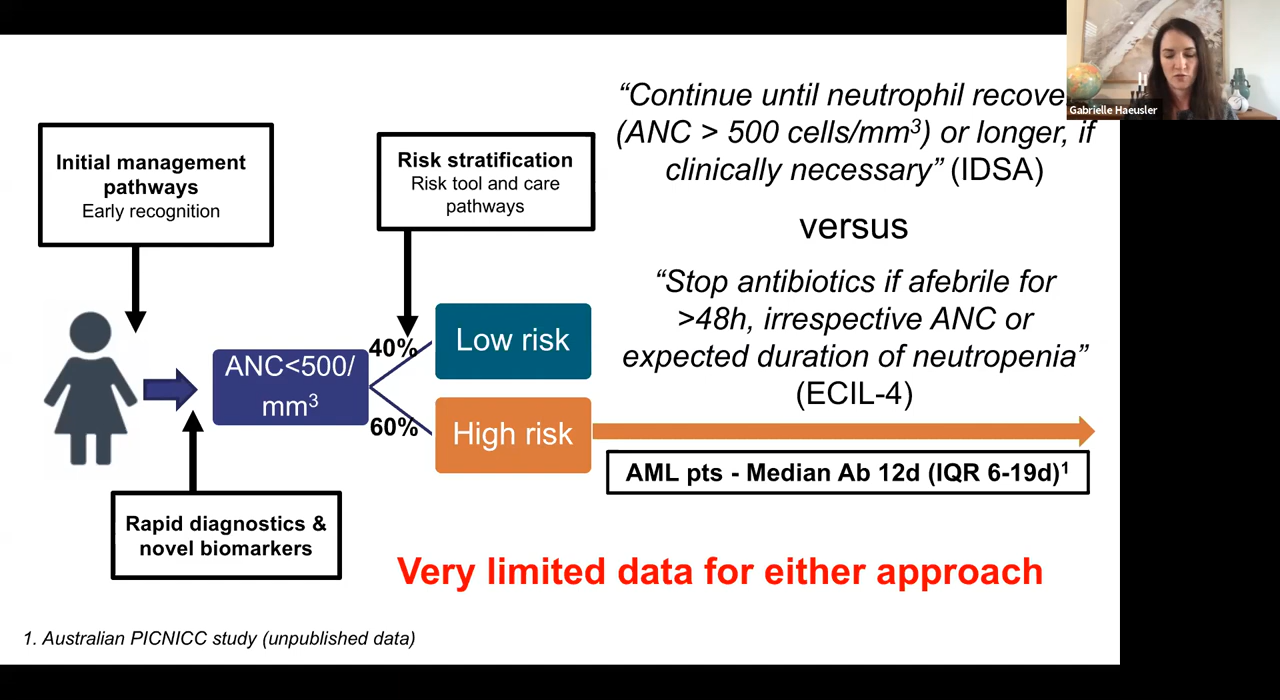 Gabrielle Haeusler
Initial management
pathways
Early recognition
Risk stratification
Risk tool and care
pathways
“Continue until neutrophil recove
(ANC > 500 cells/mm³) or longer, if
clinically necessary” (IDSA)
versus
“Stop antibiotics if afebrile for
>48h, irrespective ANC or
expected duration of neutropenia”
(ECIL-4)
ANC<500/
mm³
40%
60%
Low risk
High risk
AML pts - Median Ab 12d (IQR 6-19d)¹
Rapid diagnostics &
novel biomarkers
Very limited data for either approach
1. Australian PICNICC study (unpublished data)